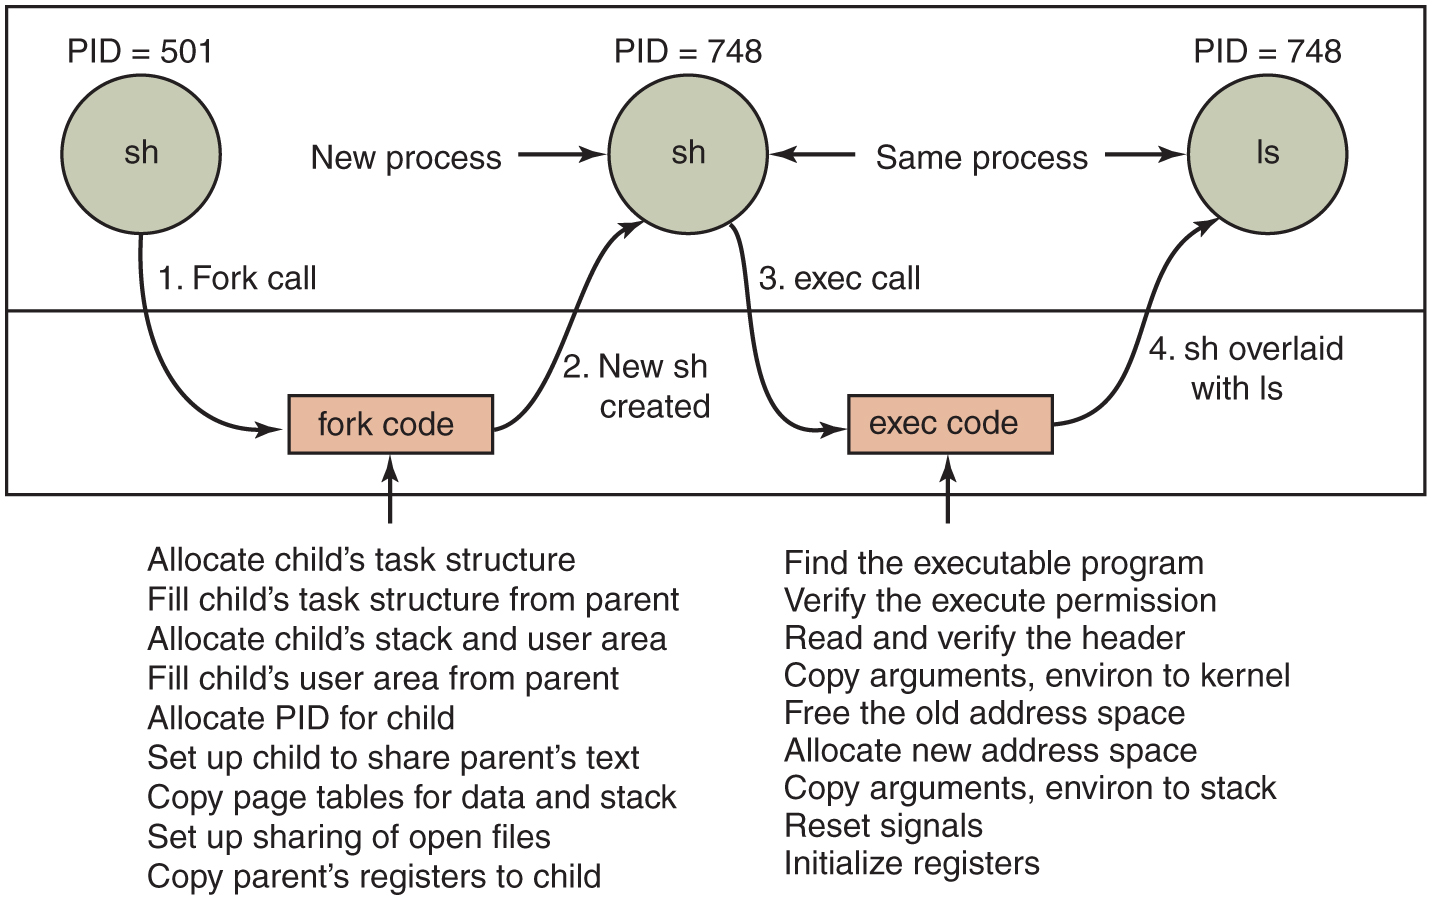 PID = 501
PID = 748
PID = 748
sh
New process
sh
Same process
ls
1. Fork call
3. exec call
2. New sh
created
4. sh overlaid
with ls
fork code
exec code
Allocate child’s task structure
Fill child’s task structure from parent
Allocate child’s stack and user area
Fill child’s user area from parent
Allocate PID for child
Set up child to share parent’s text
Copy page tables for data and stack
Set up sharing of open files
Copy parent’s registers to child
Find the executable program
Verify the execute permission
Read and verify the header
Copy arguments, environ to kernel
Free the old address space
Allocate new address space
Copy arguments, environ to stack
Reset signals
Initialize registers